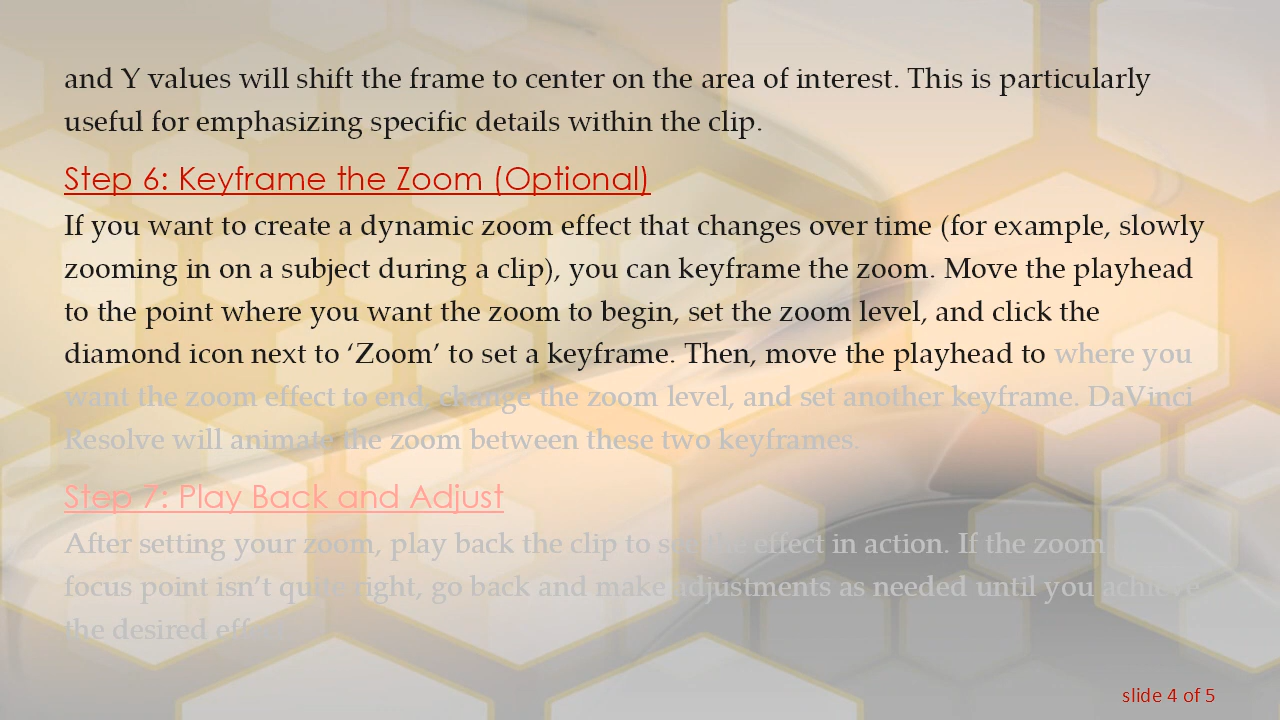 and Y values will shift the frame to center on the area of interest. This is particularly
useful for emphasizing specific details within the clip.
Step 6: Keyframe the Zoom (Optional)
If you want to create a dynamic zoom effect that changes over time (for example, slowly
zooming in on a subject during a clip), you can keyframe the zoom. Move the playhead
to the point where you want the zoom to begin, set the zoom level, and click the
diamond icon next to ‘Zoom’ to set a keyframe. Then, move the playhead to where you
want the zoom effect to end, change the zoom level, and set another keyframe. DaVinci
Resolve will animate the zoom between these two keyframes.
Step 7: Play Back and Adjust
After setting your zoom, play back the clip to see the effect in action. If the zoom
focus point isn’t quite right, go back and make adjustments as needed until you achieve
the desired effect.
slide 4 of 5